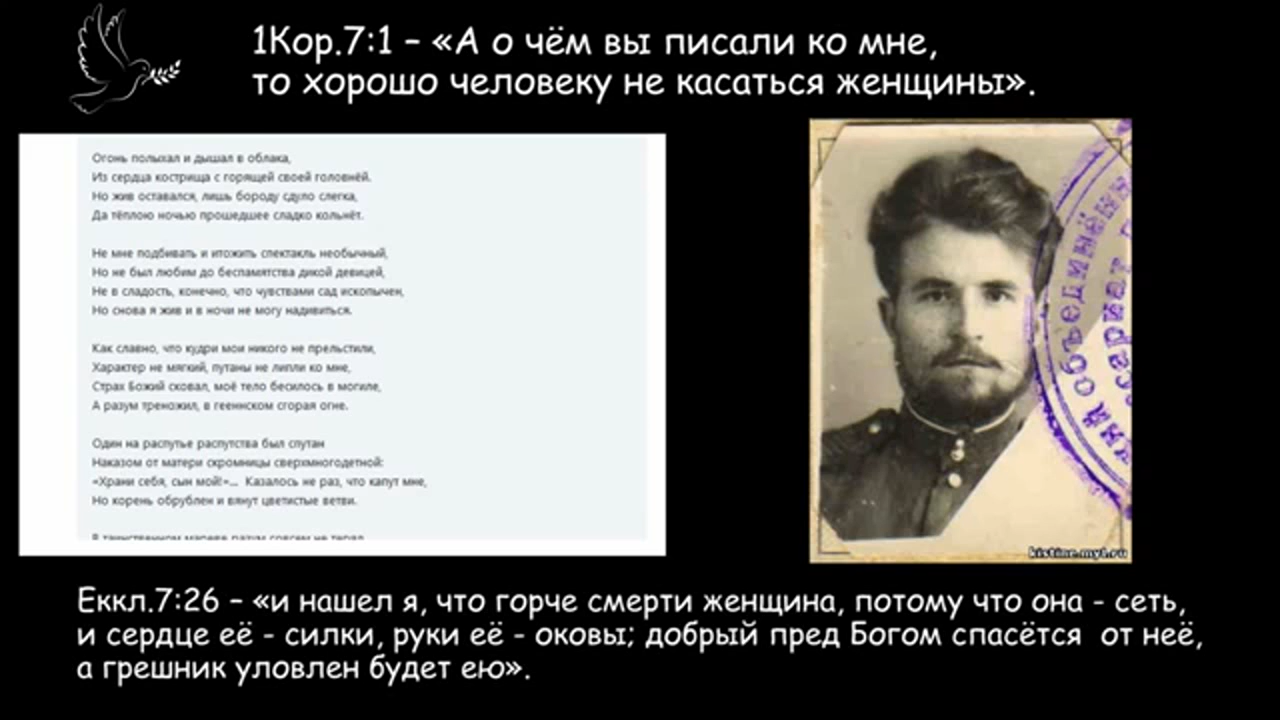 1Кор.7:1 – «А о чём вы писали ко мне,
то хорошо человеку не касаться женщины».
Огонь полыхал и дышал в облака,
Из сердца кострища с горящей своей головнёй.
Но жив оставался, лишь бороду сдуло слегка,
Да тёплою ночью прошедшее сладко кольнёт.
Не мне подбивать и итожить спектакль необычный,
Но не был любим до беспамятства дикой девицей,
Не в сладость, конечно, что чувствами сад ископычен,
Но снова я жив и в ночи не могу надивиться.
Как славно, что кудри мои никого не прельстили,
Характер не мягкий, путаны не липли ко мне,
Страх Божий сковал, моё тело бесилось в могиле,
А разум треножил, в геенском сгорая огне.
Один на распутье распутства был спутан
Наказом от матери скромницы сверхмногодетной:
«Храни себя, сын мой!»... Казалось не раз, что капут мне,
Но корень обрублен и вянут цветистые ветви.
В таинственном мареве разум совсем не терял
объединённ
kistine.my1.ru
Еккл.7:26 – «и нашел я, что горче смерти женщина, потому что она - сеть,
и сердце её - силки, руки её - оковы; добрый пред Богом спасётся от неё,
а грешник уловлен будет ею».